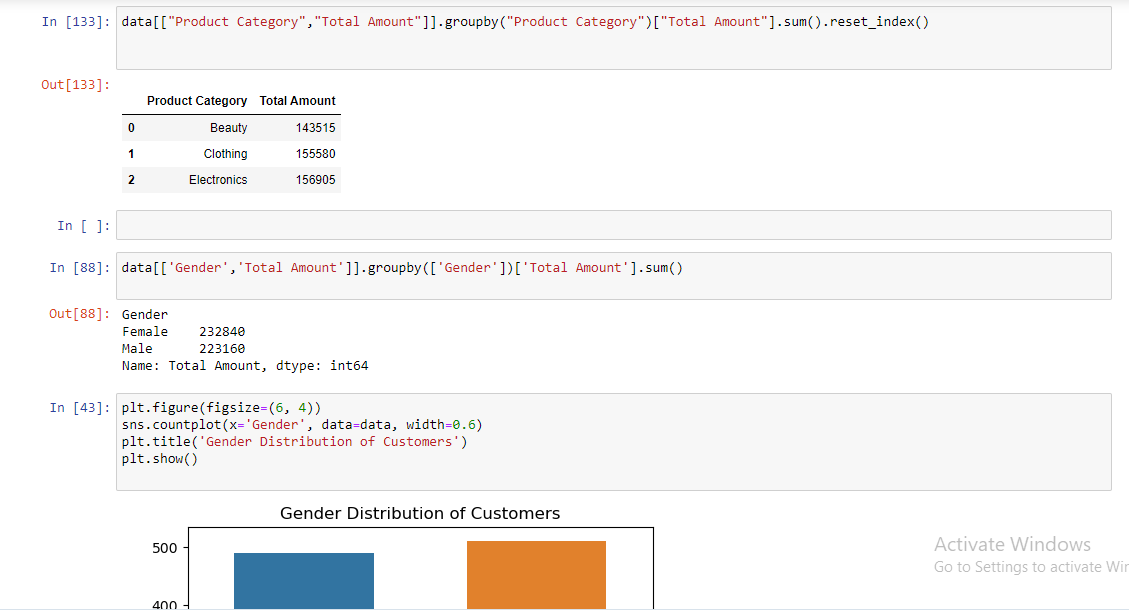 In [133]: data[["Product Category","Total Amount"]].groupby("Product Category")["Total Amount"].sum().reset_index()
Out[133]:
Product Category Total Amount
0 Beauty 143515
1 Clothing 155580
2 Electronics 156905
In [ ]:
In [88]: data[['Gender','Total Amount']].groupby(['Gender'])['Total Amount'].sum()
Out[88]: Gender
Female 232840
Male 223160
Name: Total Amount, dtype: int64
In [43]: plt.figure(figsize=(6, 4))
sns.countplot(x='Gender', data=data, width=0.6)
plt.title('Gender Distribution of Customers')
plt.show()
Gender Distribution of Customers
500
400
Activate Windows
Go to Settings to activate Win